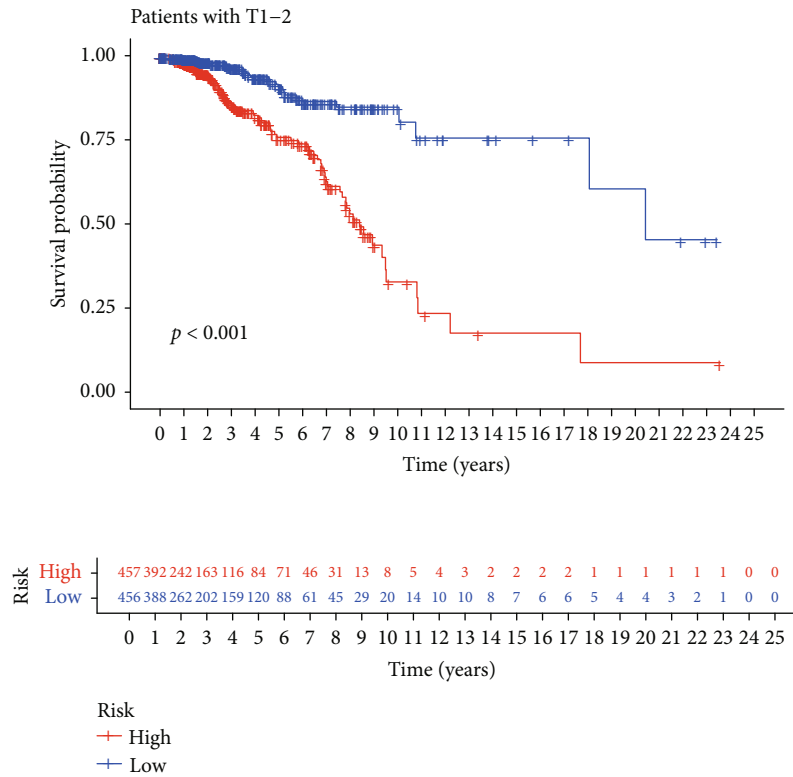 Patients with T1–2
1.00
0.75
0.50
0.25
0.00
Survival probability
p < 0.001
0 1 2 3 4 5 6 7 8 9 10 11 12 13 14 15 16 17 18 19 20 21 22 23 24 25
Time (years)
Risk
High 457 392 242 163 116 84 71 46 31 13 8 5 4 3 2 2 2 2 1 1 1 1 1 1 0 0
Low 456 388 262 202 159 120 88 61 45 29 20 14 10 10 8 7 6 6 5 4 4 3 2 1 0 0
0 1 2 3 4 5 6 7 8 9 10 11 12 13 14 15 16 17 18 19 20 21 22 23 24 25
Time (years)
Risk
High
Low